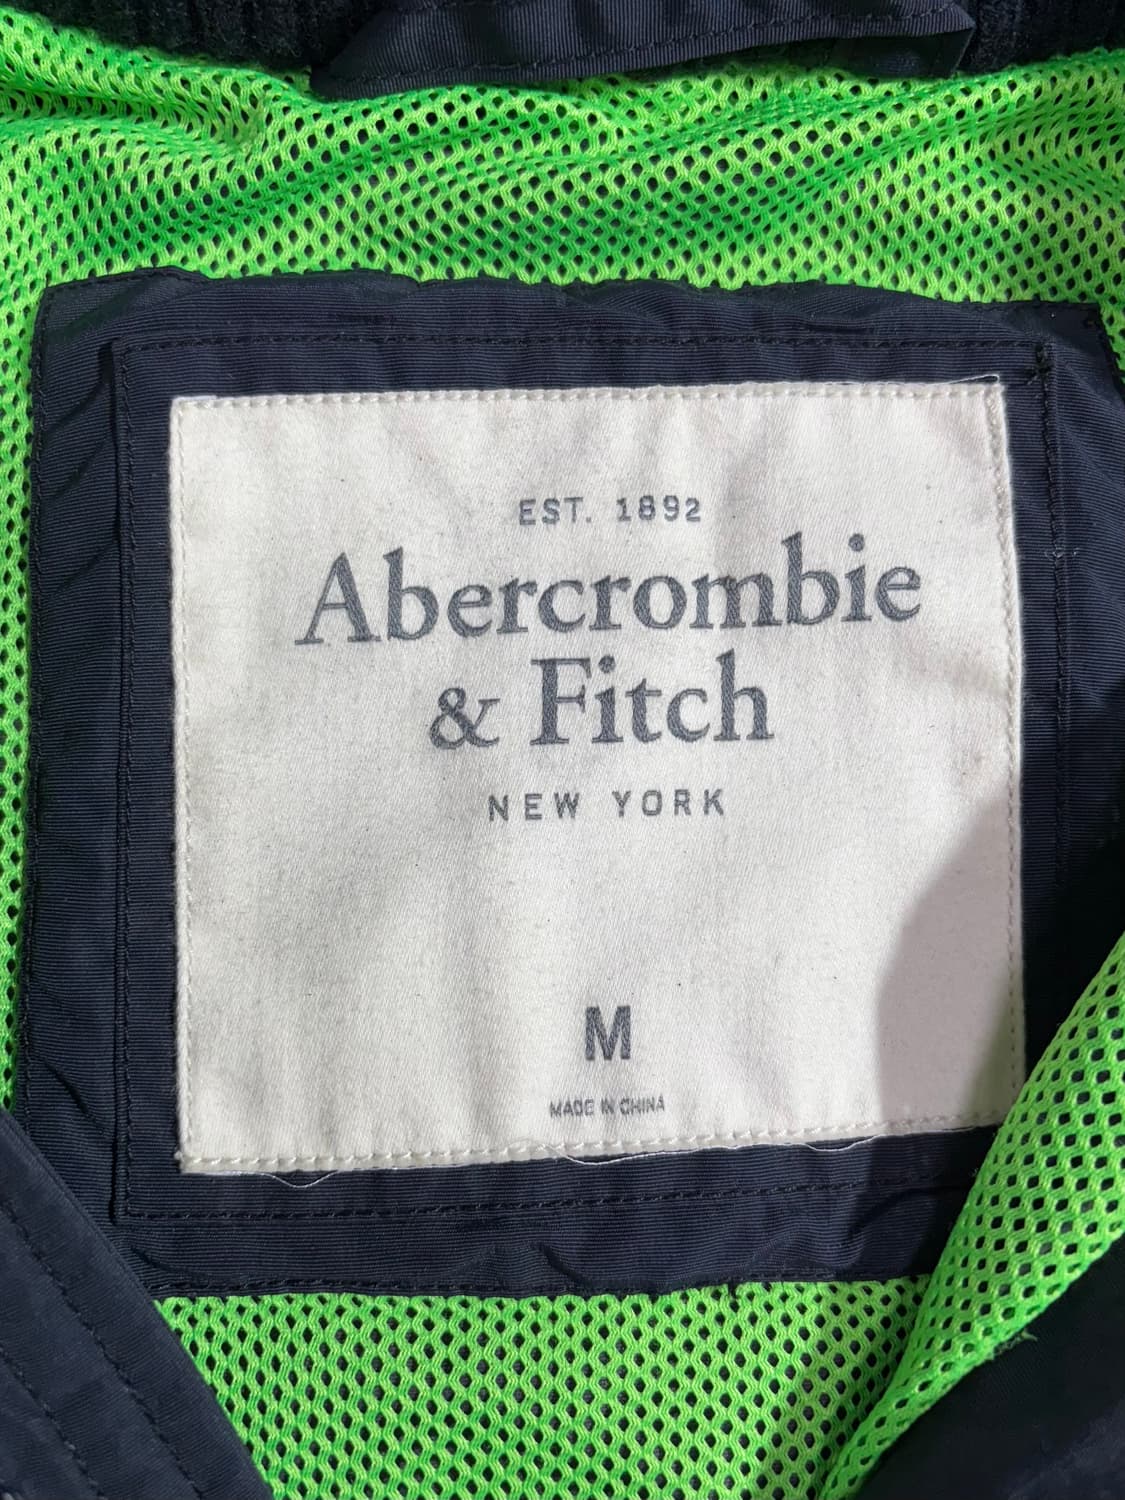 EST. 1892
Abercrombie
& Fitch
NEW YORK
M
MADE IN CHINA